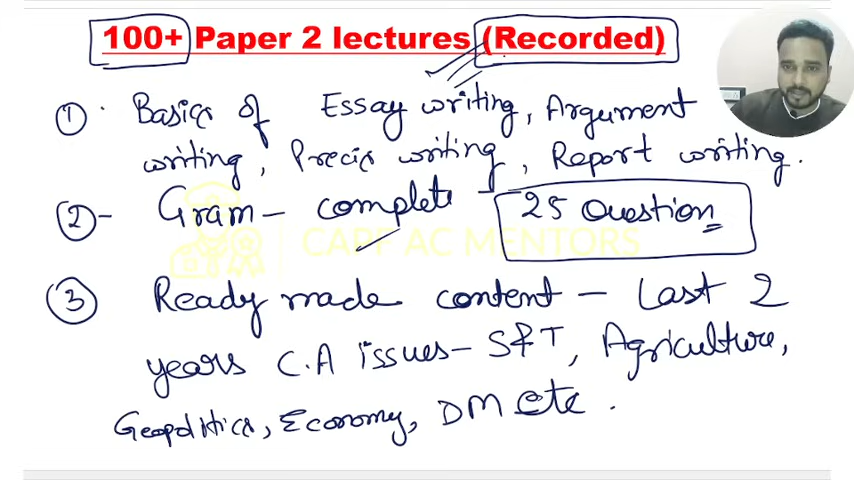 100+ Paper 2 lectures (Recorded)
① Basics of Essay writing, Argument
writing, Precis writing, Report writing.
②- Gram- complete - 25 Question
CAPF AC MENTORS
③ Ready made content - Last 2
years C.A issues- S&T, Agriculture,
Geopolitics, Economy, DM etc.